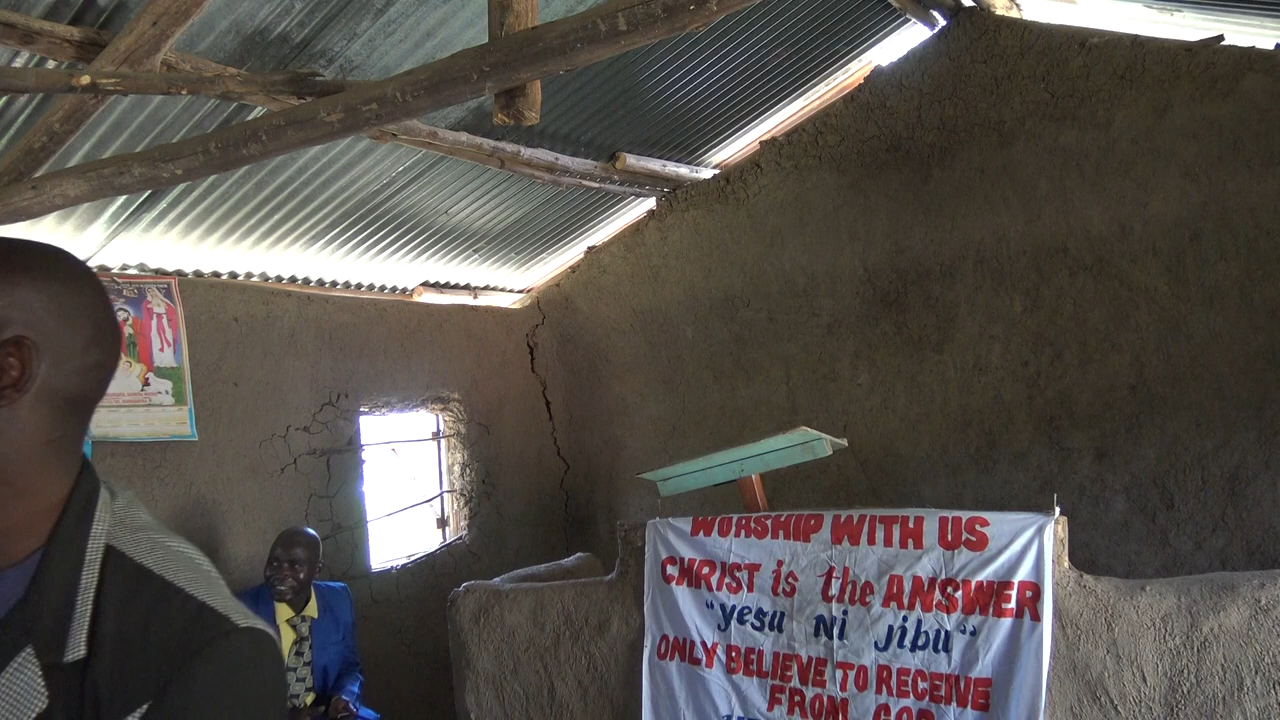 WORSHIP WITH US
CHRIST is the ANSWER
"yesu Ni jibu"
ONLY BELIEVE TO RECEIVE
FROM GOD